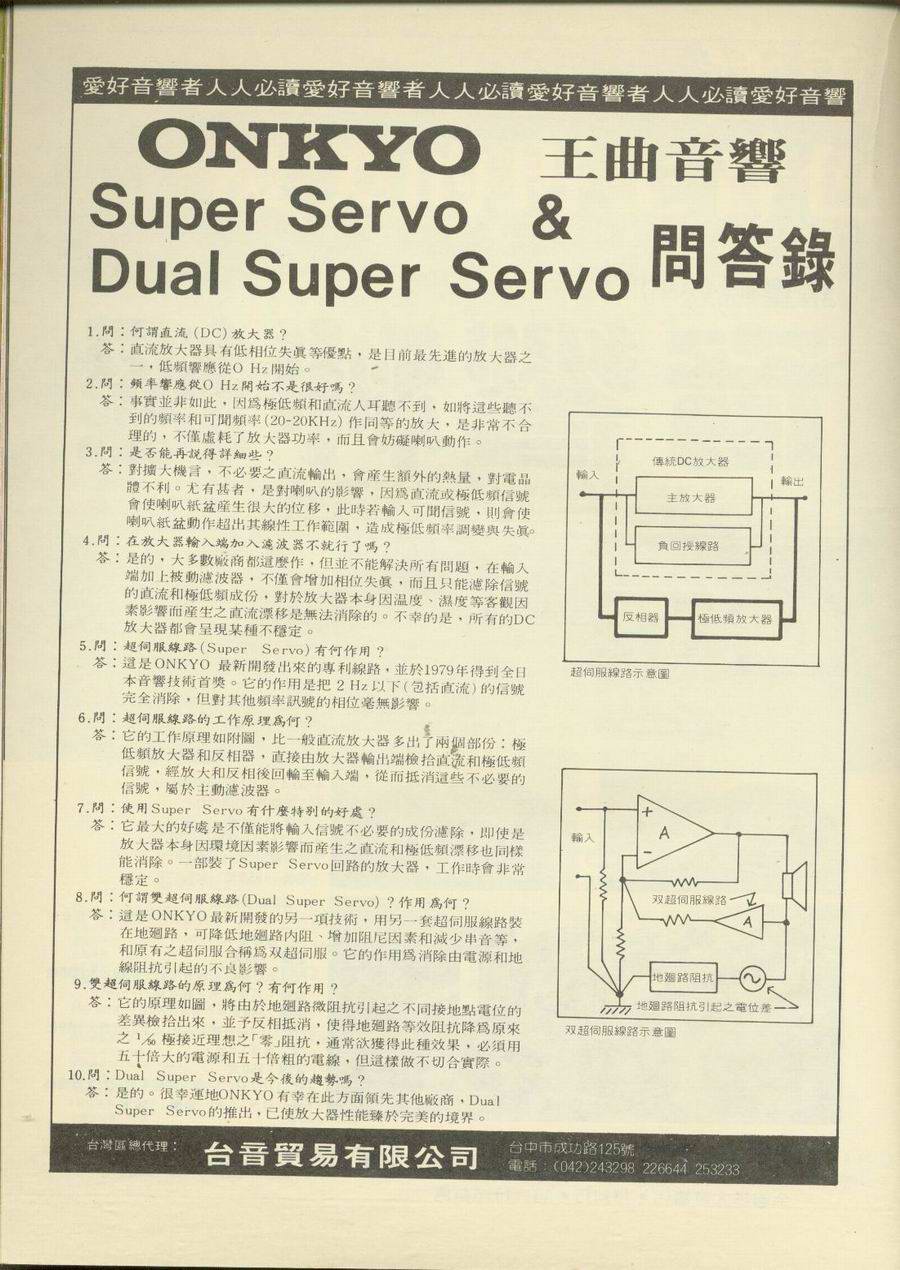 愛好音響者人人必讀愛好音響者人人必讀愛好音響者人人必讀愛好音響
ONKYO 王曲音響
Super Servo &
Dual Super Servo 問答錄
1.問：何謂直流(DC)放大器？
答：直流放大器具有低相位失眞等優點，是目前最先進的放大器之
一，低頻響應從O Hz開始。
2.問：頻率響應從O Hz開始不是很好嗎？
答：事實並非如此，因爲極低頻和直流人耳聽不到，如將這些聽不
到的頻率和可聞頻率(20-20KHz)作同等的放大，是非常不合
理的，不僅虛耗了放大器功率，而且會妨礙喇叭動作。
3.問：是否能再說得詳細些？
答：對擴大機言，不必要之直流輸出，會產生額外的熱量，對電晶
體不利。尤有甚者，是對喇叭的影響，因爲直流或極低頻信號
會使喇叭紙盆產生很大的位移，此時若輸入可聞信號，則會使
喇叭紙盆動作超出其線性工作範圍，造成極低頻率調變與失眞。
4.問：在放大器輸入端加入濾波器不就行了嗎？
答：是的，大多數廠商都這麼作，但並不能解決所有問題，在輸入
端加上被動濾波器，不僅會增加相位失眞，而且只能濾除信號
的直流和極低頻成份，對於放大器本身因温度、濕度等客觀因
素影響而產生之直流漂移是無法消除的。不幸的是，所有的DC
放大器都會呈現某種不穩定。
5.問：超伺服線路(Super Servo)有何作用？
答：這是ONKYO 最新開發出來的專利線路，並於1979年得到全日
本音響技術首獎。它的作用是把 2 Hz以下(包括直流)的信號
完全消除，但對其他頻率訊號的相位毫無影響。
6.問：超伺服線路的工作原理爲何？
答：它的工作原理如附圖，比一般直流放大器多出了兩個部份：極
低頻放大器和反相器，直接由放大器輸出端檢拾直流和極低頻
信號，經放大和反相後回輸至輸入端，從而抵消這些不必要的
信號，屬於主動濾波器。
7.問：使用Super Servo有什麼特别的好處？
答：它最大的好處是不僅能將輸入信號不必要的成份濾除，即使是
放大器本身因環境因素影響而產生之直流和極低頻漂移也同樣
能消除。一部裝了Super Servo回路的放大器，工作時會非常
穩定。
8.問：何謂雙超伺服線路(Dual Super Servo)？作用爲何？
答：這是ONKYO最新開發的另一項技術，用另一套超伺服線路裝
在地廻路，可降低地廻路内阻、增加阻尼因素和減少串音等，
和原有之超伺服合稱爲双超伺服。它的作用爲消除由電源和地
線阻抗引起的不良影響。
9.雙超伺服線路的原理爲何？有何作用？
答：它的原理如圖，將由於地廻路微阻抗引起之不同接地點電位的
差異檢拾出來，並予反相抵消，使得地廻路等效阻抗降爲原來
之 1/50 極接近理想之「零」阻抗，通常欲獲得此種效果，必須用
五十倍大的電源和五十倍粗的電線，但這樣做不切合實際。
10.問：Dual Super Servo是今後的趨勢嗎？
答：是的。很幸運地ONKYO有幸在此方面領先其他廠商，Dual
Super Servo的推出，已使放大器性能臻於完美的境界。
傳統DC放大器
輸入
輸出
主放大器
負回授線路
反相器
極低頻放大器
超伺服線路示意圖
+
A
−
輸入
双超伺服線路
A
地廻路阻抗
地廻路阻抗引起之電位差
双超伺服線路示意圖
台灣區總代理： 台音貿易有限公司
台中市成功路125號
電話：(042)243298 226644 253233